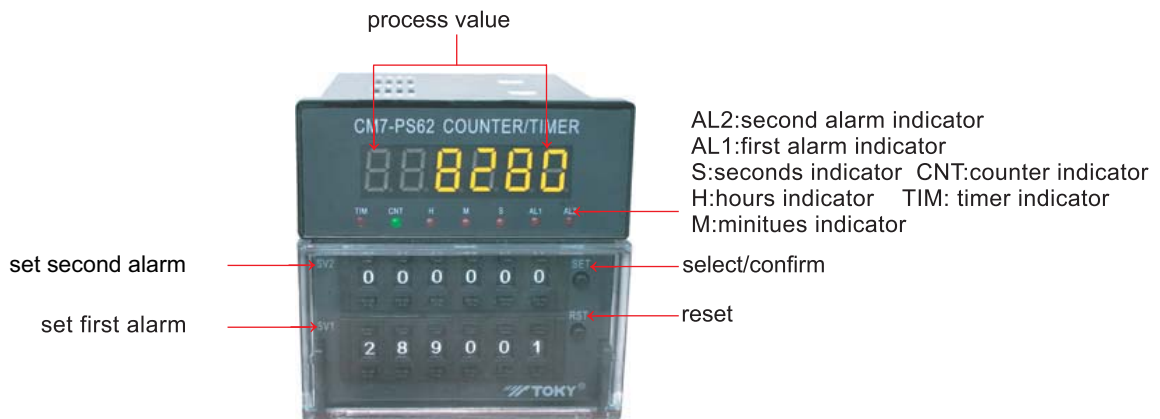 process value
CM7-PS62 COUNTER/TIMER
8280
TIM CNT H M S AL1 AL2
AL2:second alarm indicator
AL1:first alarm indicator
S:seconds indicator CNT:counter indicator
H:hours indicator TIM: timer indicator
M:minitues indicator
set second alarm
SV2
0 0 0 0 0 0
SET
select/confirm
set first alarm
SV1
2 8 9 0 0 1
RST
reset
TOKY®